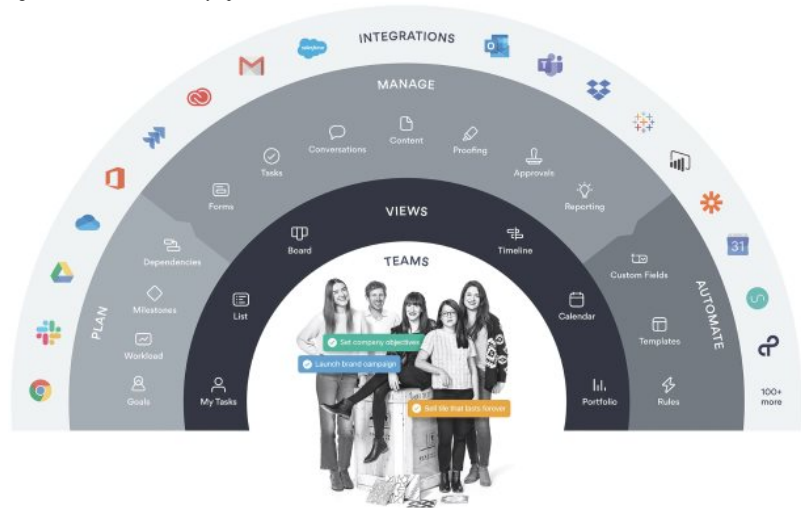 INTEGRATIONS
salesforce
31
100+
more
MANAGE
Forms
Tasks
Conversations
Content
Proofing
Approvals
Reporting
PLAN
Dependencies
Milestones
Workload
Goals
AUTOMATE
Custom Fields
Templates
Rules
VIEWS
My Tasks
List
Board
Timeline
Calendar
Portfolio
TEAMS
Set company objectives
Launch brand campaign
Sell tile that lasts forever